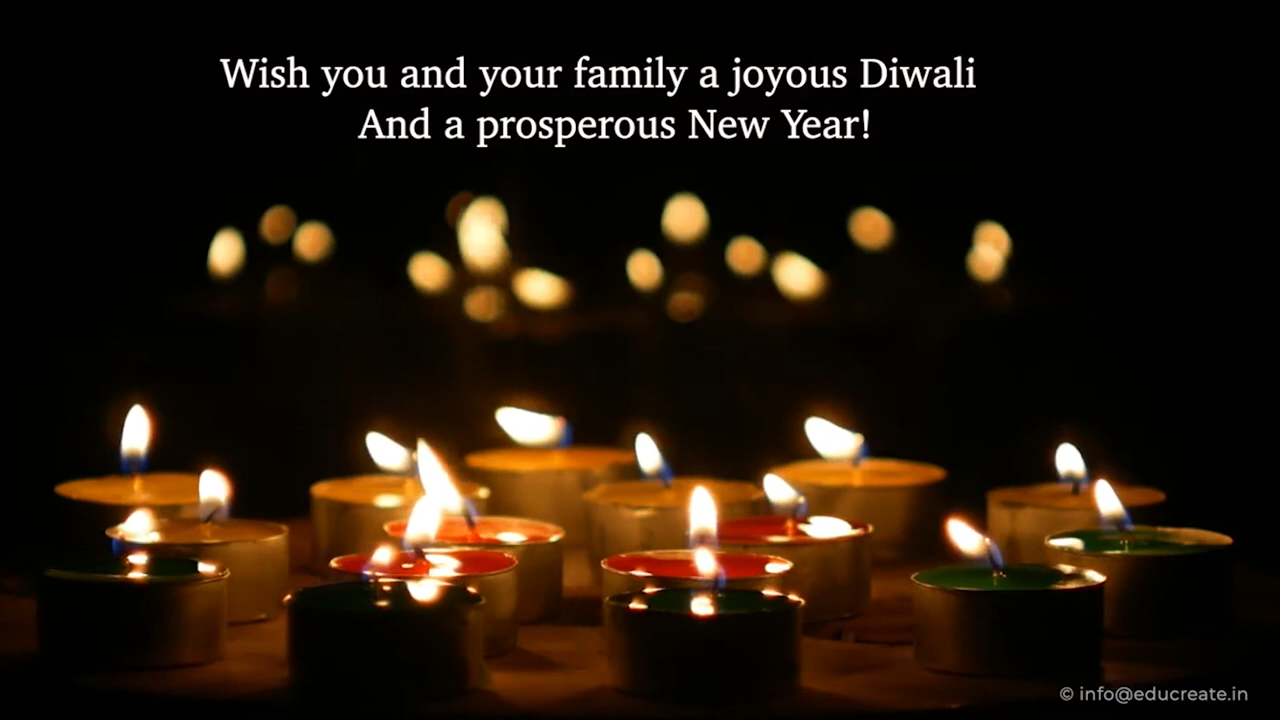 Wish you and your family a joyous Diwali
And a prosperous New Year!
© info@educreate.in